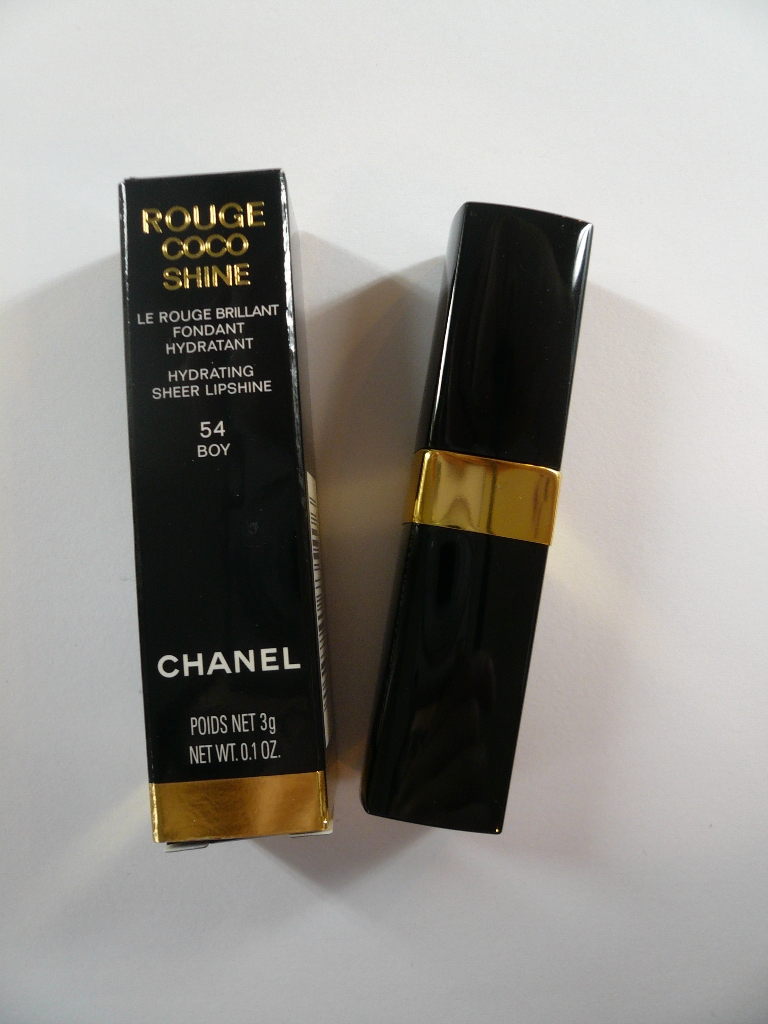 ROUGE
COCO
SHINE
LE ROUGE BRILLANT
FONDANT
HYDRATANT
HYDRATING
SHEER LIPSHINE
54
BOY
CHANEL
POIDS NET 3g
NET WT. 0.1 OZ.